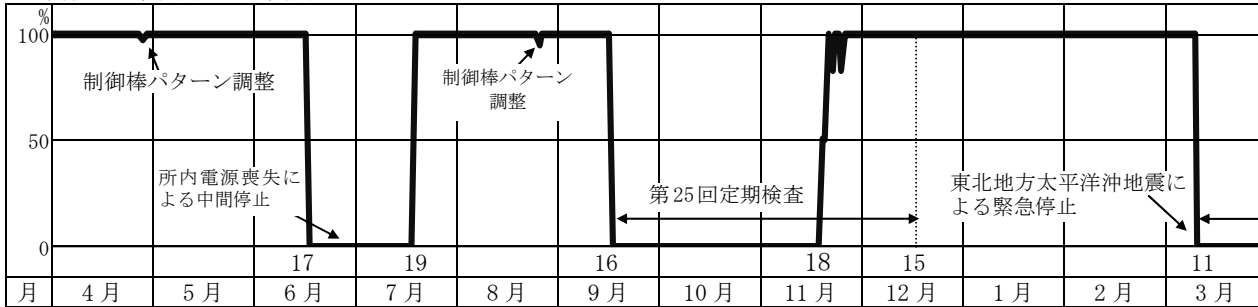 %
100
制御棒パターン調整
制御棒パターン
調整
50
所内電源喪失に
よる中間停止
第25回定期検査
東北地方太平洋沖地震に
よる緊急停止
0
17 19 16 18 15 11
月 4月 5月 6月 7月 8月 9月 10月 11月 12月 1月 2月 3月